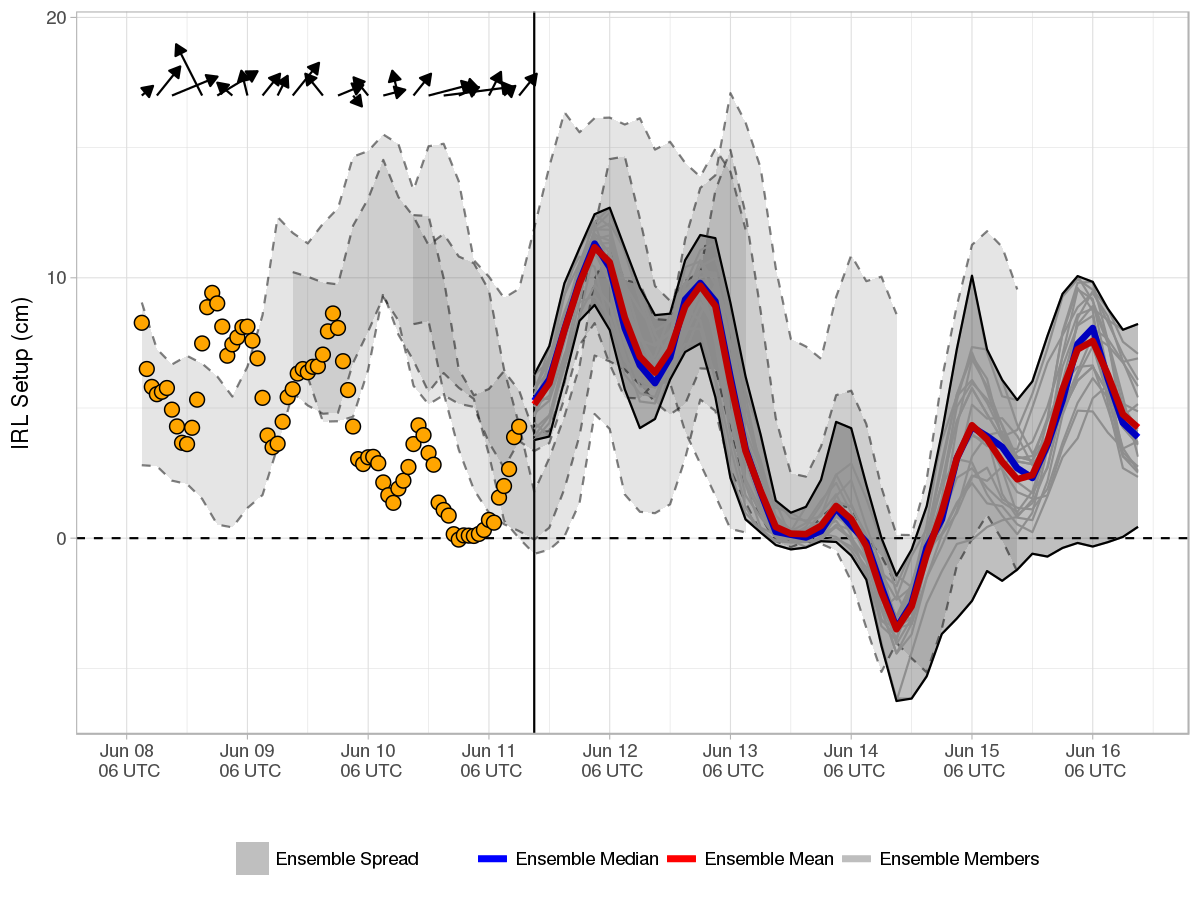 20
10
0
IRL Setup (cm)
Jun 08 Jun 09 Jun 10 Jun 11 Jun 12 Jun 13 Jun 14 Jun 15 Jun 16
06 UTC 06 UTC 06 UTC 06 UTC 06 UTC 06 UTC 06 UTC 06 UTC 06 UTC
Ensemble Spread Ensemble Median Ensemble Mean Ensemble Members